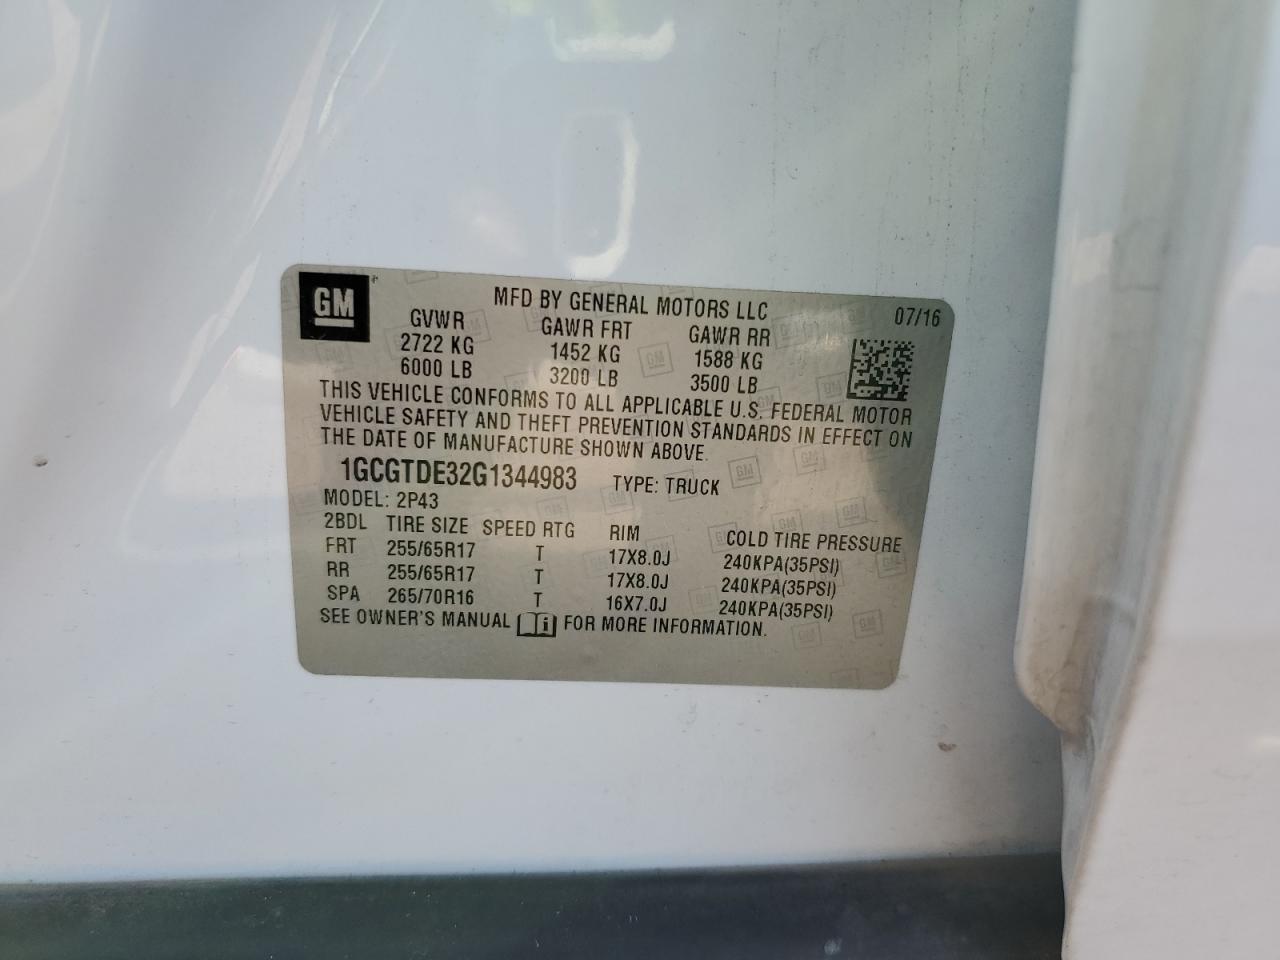 GM
MFD BY GENERAL MOTORS LLC 07/16
GVWR GAWR FRT GAWR RR
2722 KG 1452 KG 1588 KG
6000 LB 3200 LB 3500 LB
THIS VEHICLE CONFORMS TO ALL APPLICABLE U.S. FEDERAL MOTOR
VEHICLE SAFETY AND THEFT PREVENTION STANDARDS IN EFFECT ON
THE DATE OF MANUFACTURE SHOWN ABOVE.
1GCGTDE32G1344983 TYPE: TRUCK
MODEL: 2P43
2BDL TIRE SIZE SPEED RTG RIM COLD TIRE PRESSURE
FRT 255/65R17 T 17X8.0J 240KPA(35PSI)
RR 255/65R17 T 17X8.0J 240KPA(35PSI)
SPA 265/70R16 T 16X7.0J 240KPA(35PSI)
SEE OWNER'S MANUAL i FOR MORE INFORMATION.